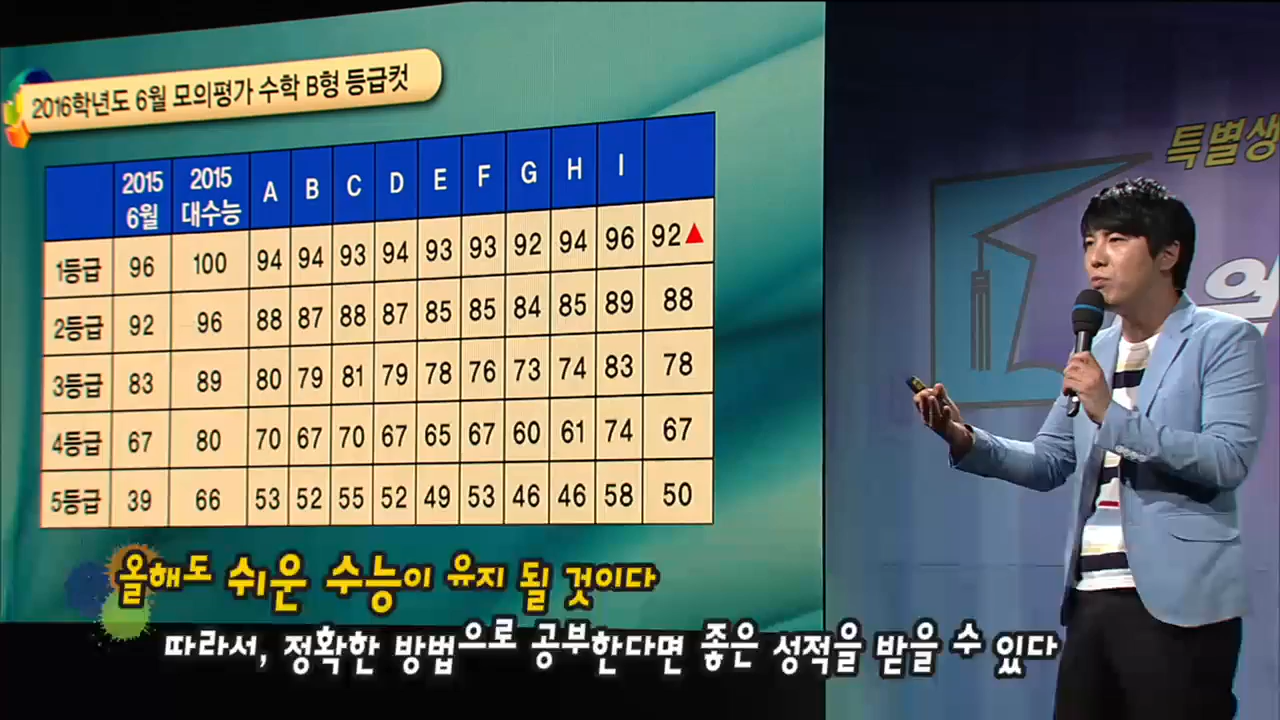 2016학년도 6월 모의평가 수학 B형 등급컷
2015 6월 2015 대수능 A B C D E F G H I
1등급 96 100 94 94 93 94 93 93 92 94 96 92▲
2등급 92 96 88 87 88 87 85 85 84 85 89 88
3등급 83 89 80 79 81 79 78 76 73 74 83 78
4등급 67 80 70 67 70 67 65 67 60 61 74 67
5등급 39 66 53 52 55 52 49 53 46 46 58 50
특별생
올해도 쉬운 수능이 유지 될 것이다
따라서, 정확한 방법으로 공부한다면 좋은 성적을 받을 수 있다